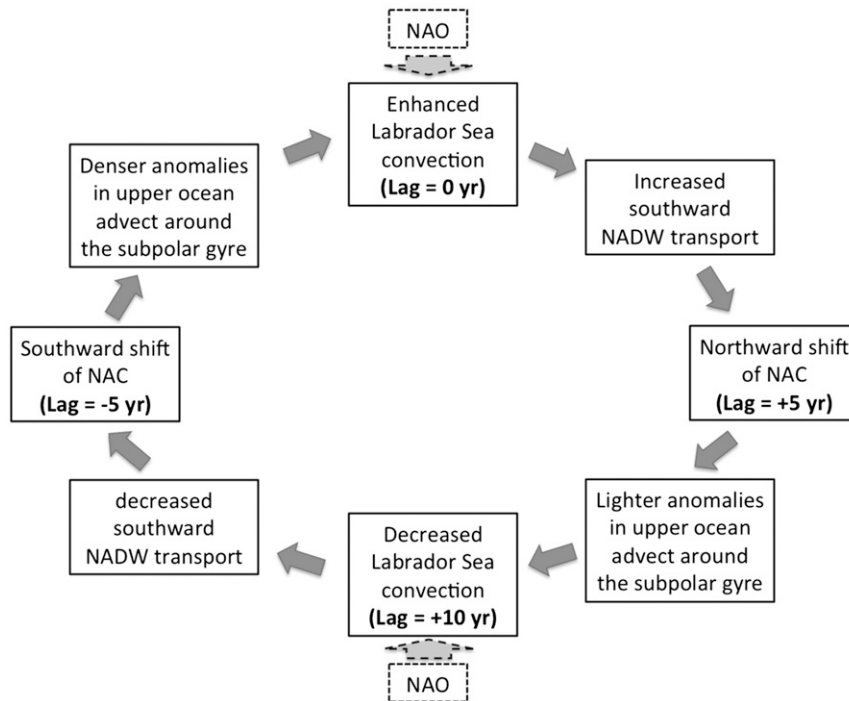 NAO
Enhanced
Labrador Sea
convection
(Lag = 0 yr)
Increased
southward
NADW transport
Northward shift
of NAC
(Lag = +5 yr)
Lighter anomalies
in upper ocean
advect around
the subpolar gyre
Decreased
Labrador Sea
convection
(Lag = +10 yr)
NAO
decreased
southward
NADW transport
Southward shift
of NAC
(Lag = -5 yr)
Denser anomalies
in upper ocean
advect around
the subpolar gyre